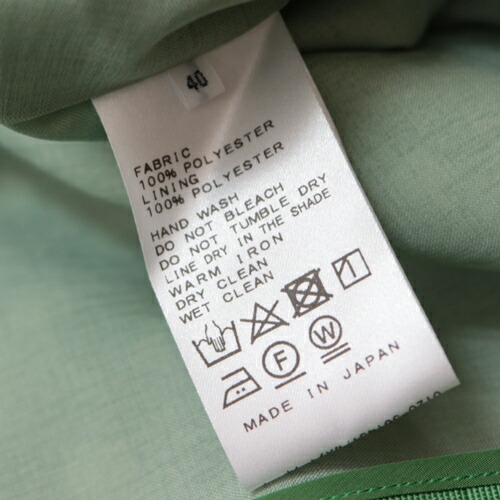 40
FABRIC
100% POLYESTER
LINING
100% POLYESTER
HAND WASH
DO NOT BLEACH
DO NOT TUMBLE DRY
LINE DRY IN THE SHADE
WARM IRON
DRY CLEAN
WET CLEAN
F
W
MADE IN JAPAN